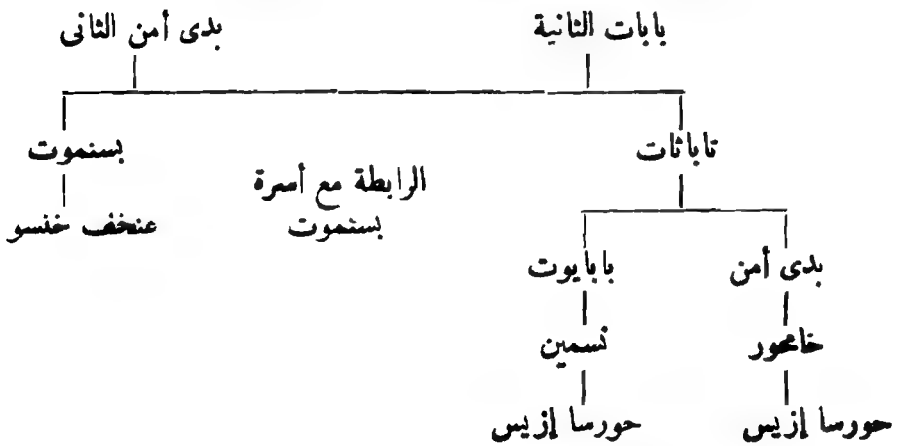 بابات الثانية
بدى أمن الثانى
تاباثات
بسنموت
الرابطة مع أسرة
بسنموت
عنخف خنسو
بدى أمن
بابايوت
خامحور
نسمين
حورسا إزيس
حورسا إزيس